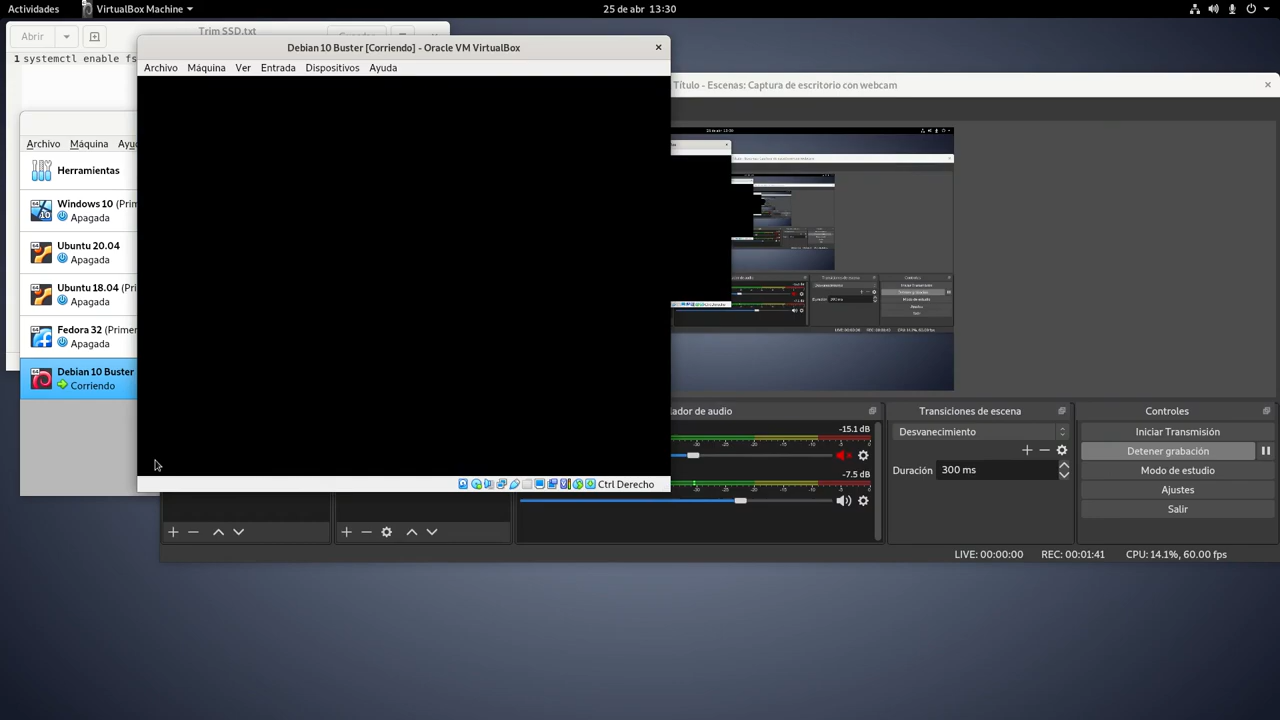 Actividades
VirtualBox Machine
25 de abr 13:30
Abrir
Trim SSD.txt
1 systemctl enable fs
Debian 10 Buster [Corriendo] - Oracle VM VirtualBox
Archivo Máquina Ver Entrada Dispositivos Ayuda
Título - Escenas: Captura de escritorio con webcam
Archivo Máquina
Herramientas
Windows 10
Apagada
Ubuntu 20.04
Apagada
Ubuntu 18.04
Apagada
Fedora 32
Apagada
Debian 10 Buster
Corriendo
Ctrl Derecho
lador de audio
-15.1 dB
-7.5 dB
Transiciones de escena
Desvanecimiento
Duración 300 ms
Controles
Iniciar Transmisión
Detener grabación
Modo de estudio
Ajustes
Salir
LIVE: 00:00:00 REC: 00:01:41 CPU: 14.1%, 60.00 fps